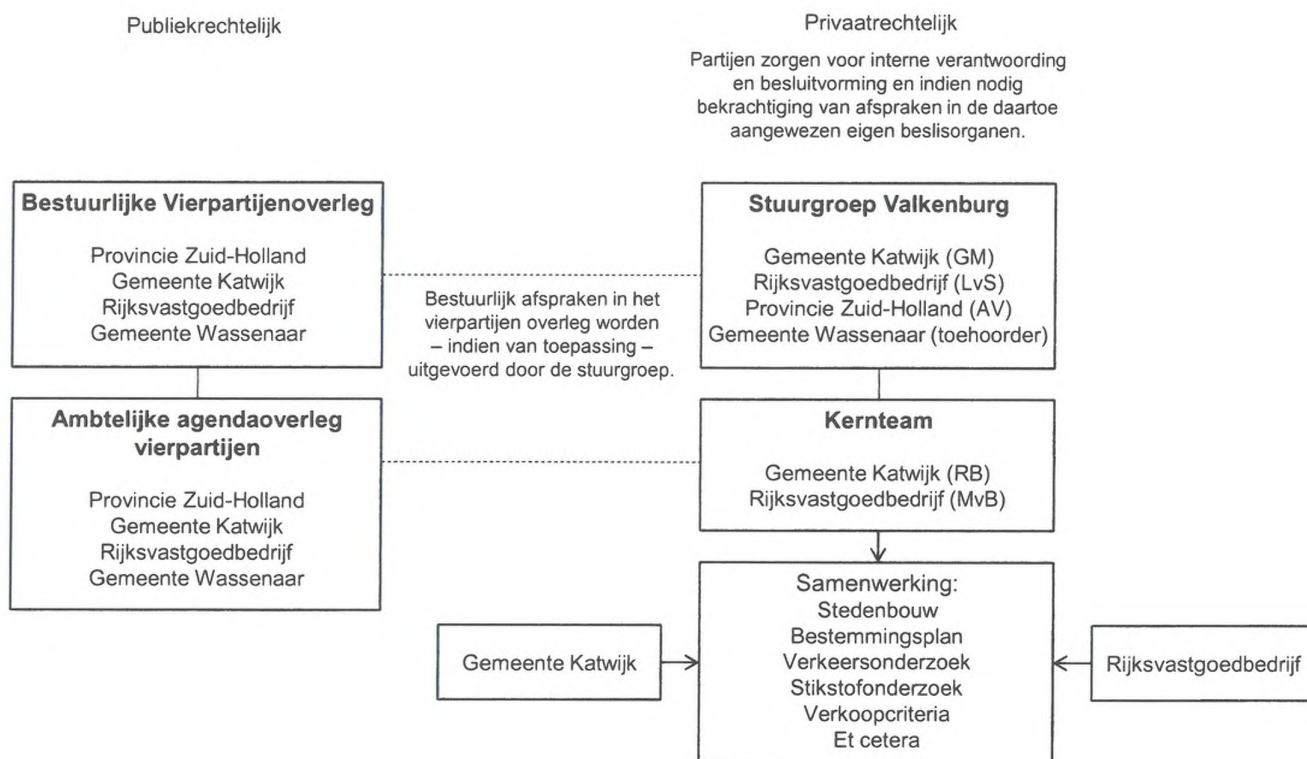 Publiekrechtelijk
Privaatrechtelijk
Partijen zorgen voor interne verantwoording
en besluitvorming en indien nodig
bekrachtiging van afspraken in de daartoe
aangewezen eigen beslisorganen.
Bestuurlijke Vierpartijenoverleg
Provincie Zuid-Holland
Gemeente Katwijk
Rijksvastgoedbedrijf
Gemeente Wassenaar
Bestuurlijk afspraken in het
vierpartijen overleg worden
– indien van toepassing –
uitgevoerd door de stuurgroep.
Stuurgroep Valkenburg
Gemeente Katwijk (GM)
Rijksvastgoedbedrijf (LvS)
Provincie Zuid-Holland (AV)
Gemeente Wassenaar (toehoorder)
Ambtelijke agendaoverleg
vierpartijen
Provincie Zuid-Holland
Gemeente Katwijk
Rijksvastgoedbedrijf
Gemeente Wassenaar
Kernteam
Gemeente Katwijk (RB)
Rijksvastgoedbedrijf (MvB)
Gemeente Katwijk
Samenwerking:
Stedenbouw
Bestemmingsplan
Verkeersonderzoek
Stikstofonderzoek
Verkoopcriteria
Et cetera
Rijksvastgoedbedrijf